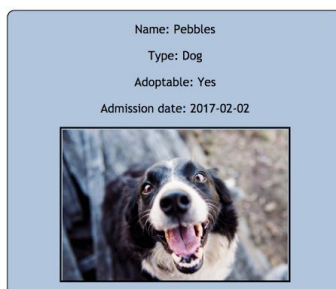 Name: Pebbles
Type: Dog
Adoptable: Yes
Admission date: 2017-02-02